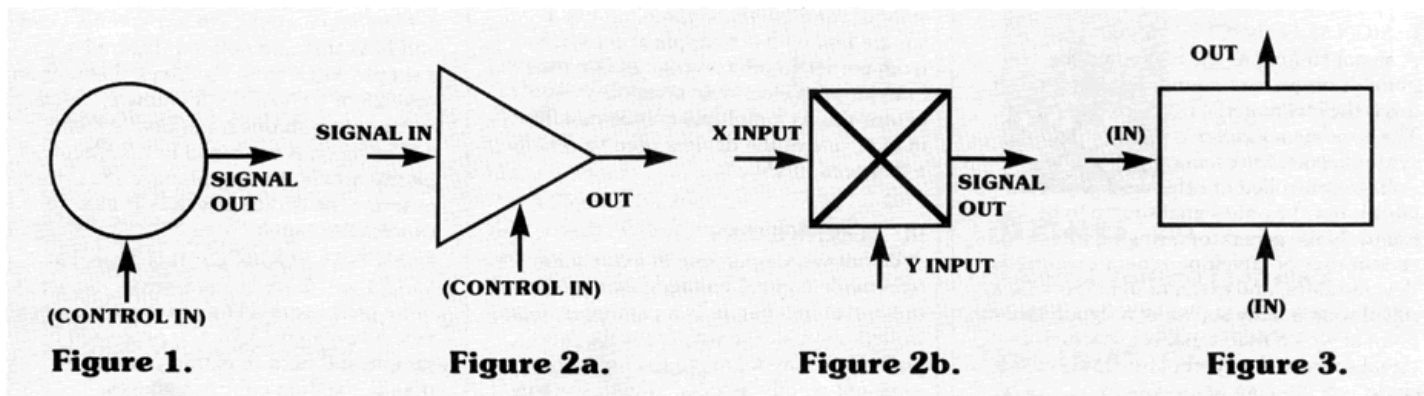 SIGNAL
OUT
(CONTROL IN)
Figure 1.
SIGNAL IN
OUT
(CONTROL IN)
Figure 2a.
X INPUT
SIGNAL
OUT
Y INPUT
Figure 2b.
OUT
(IN)
(IN)
Figure 3.